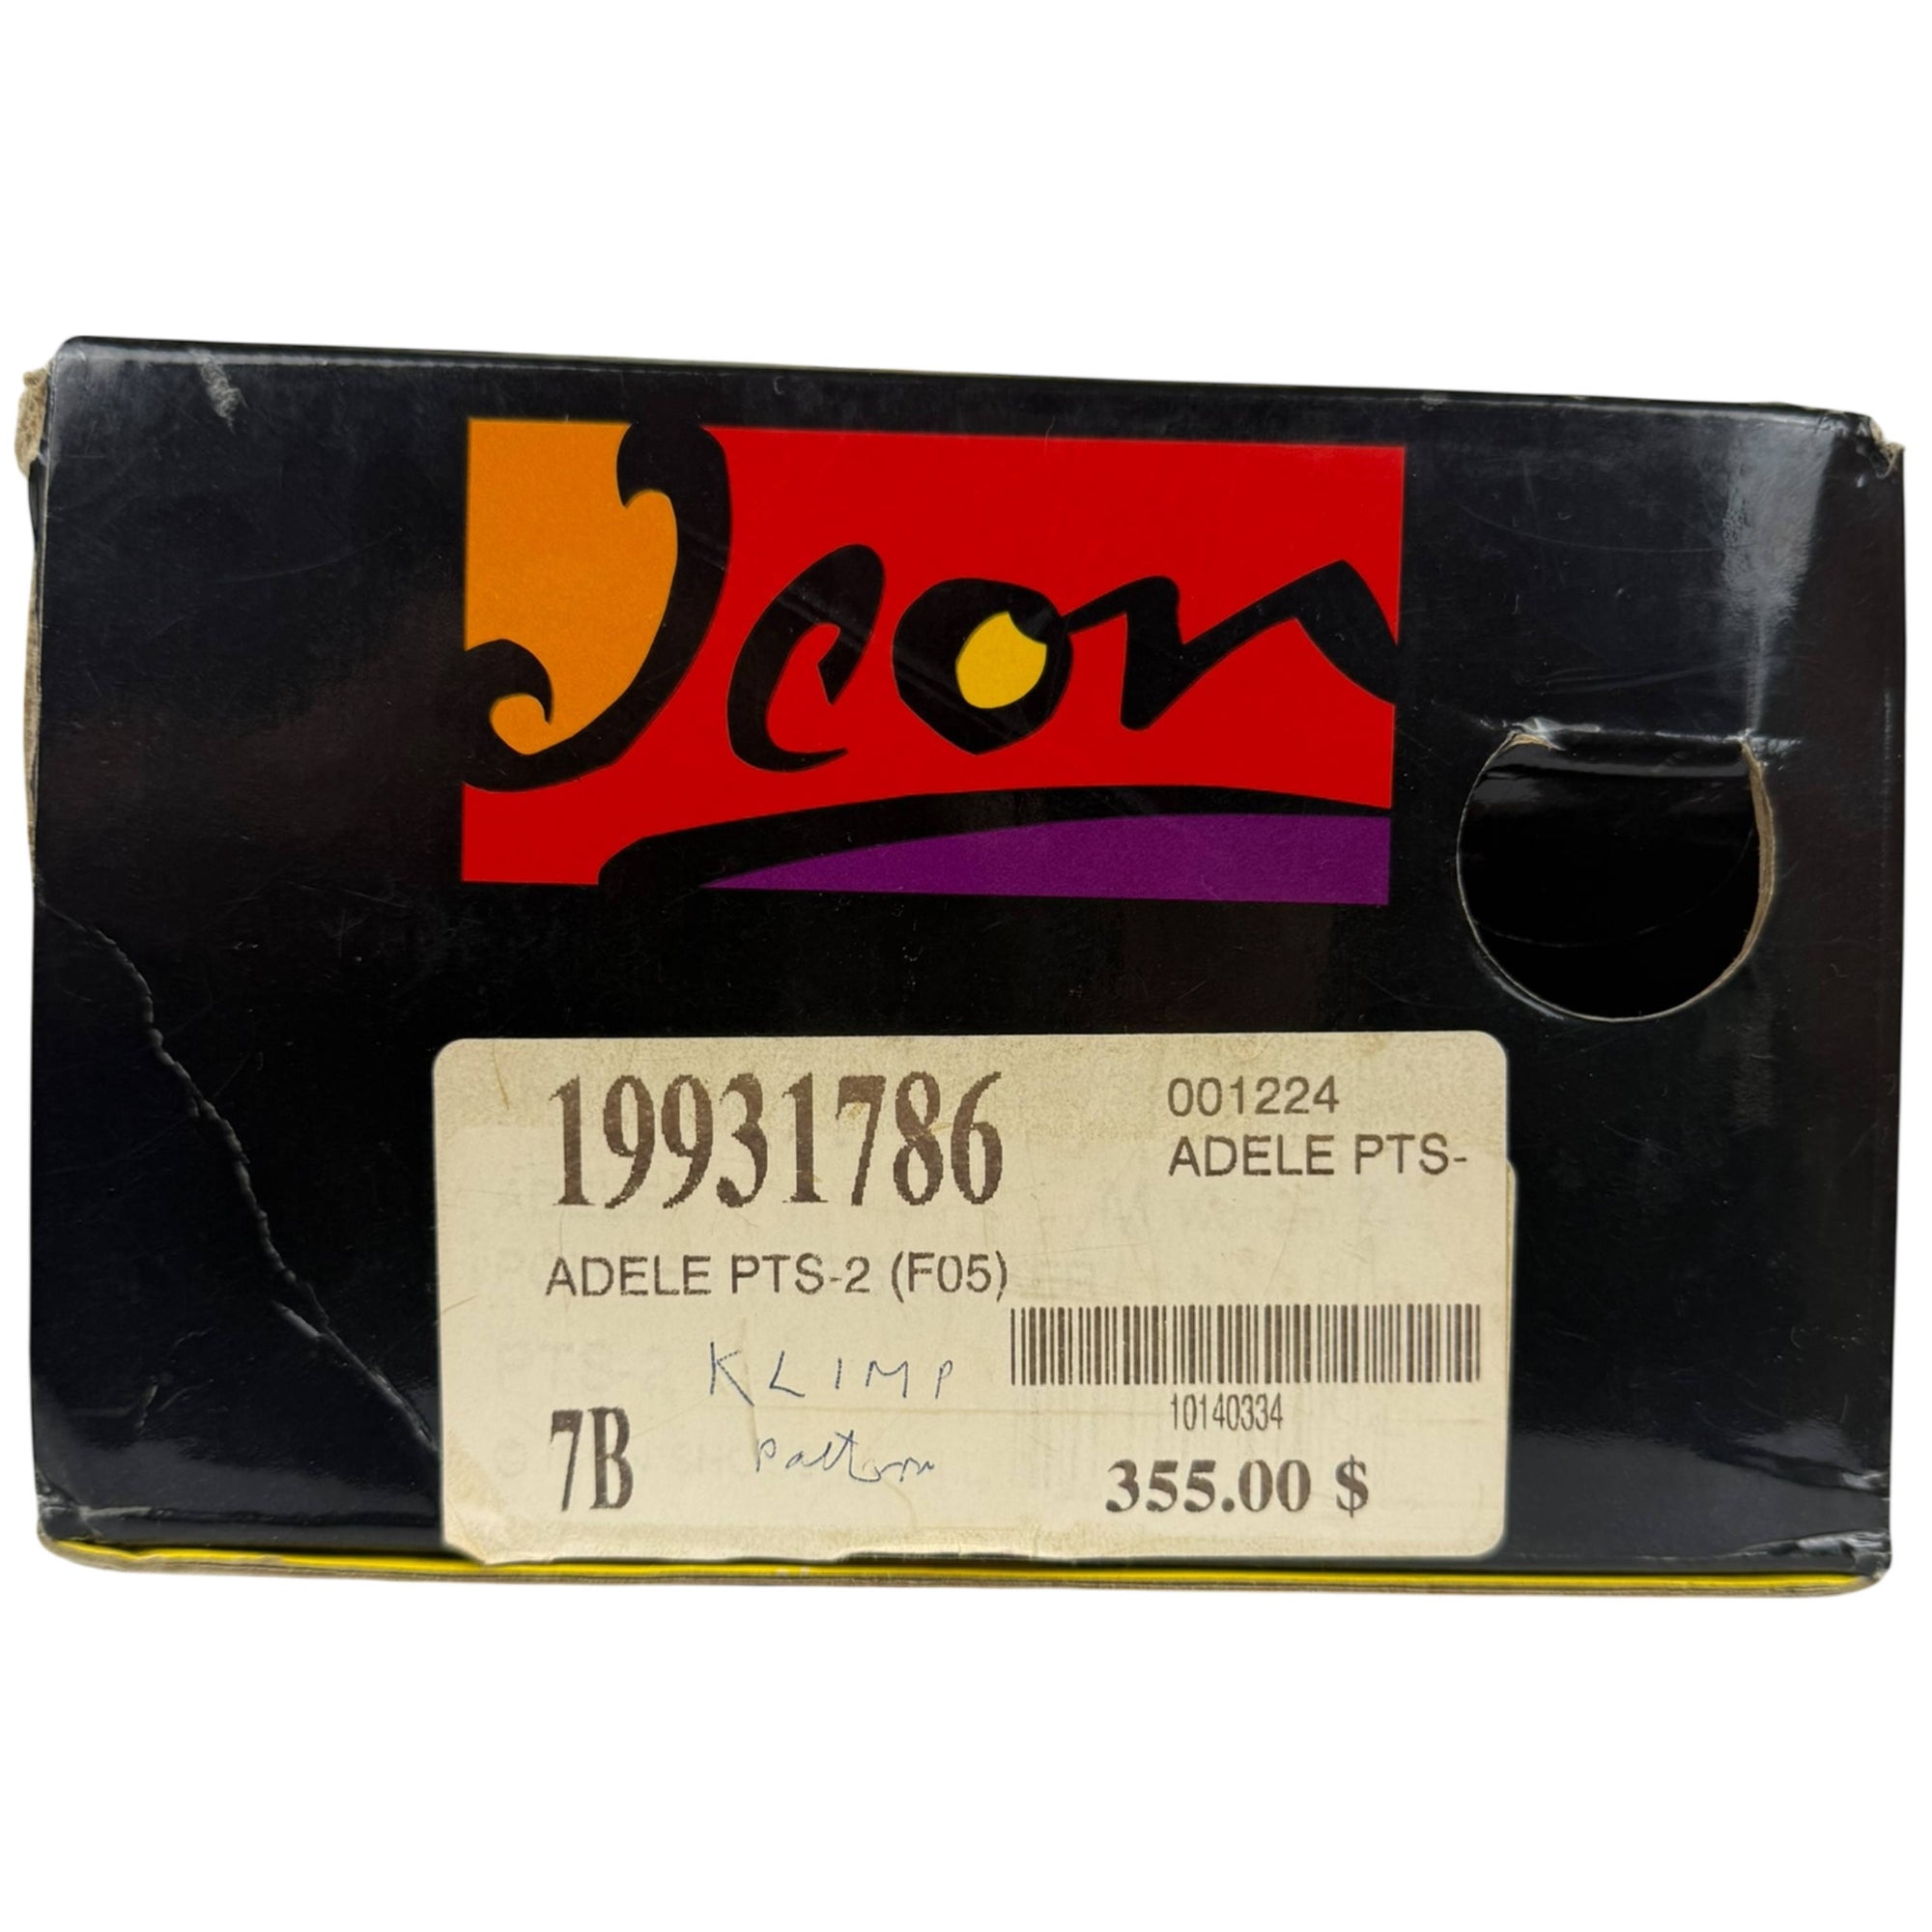 Icon
19931786
001224
ADELE PTS-
ADELE PTS-2 (F05)
KLIMP
pattern
10140334
7B
355.00 $